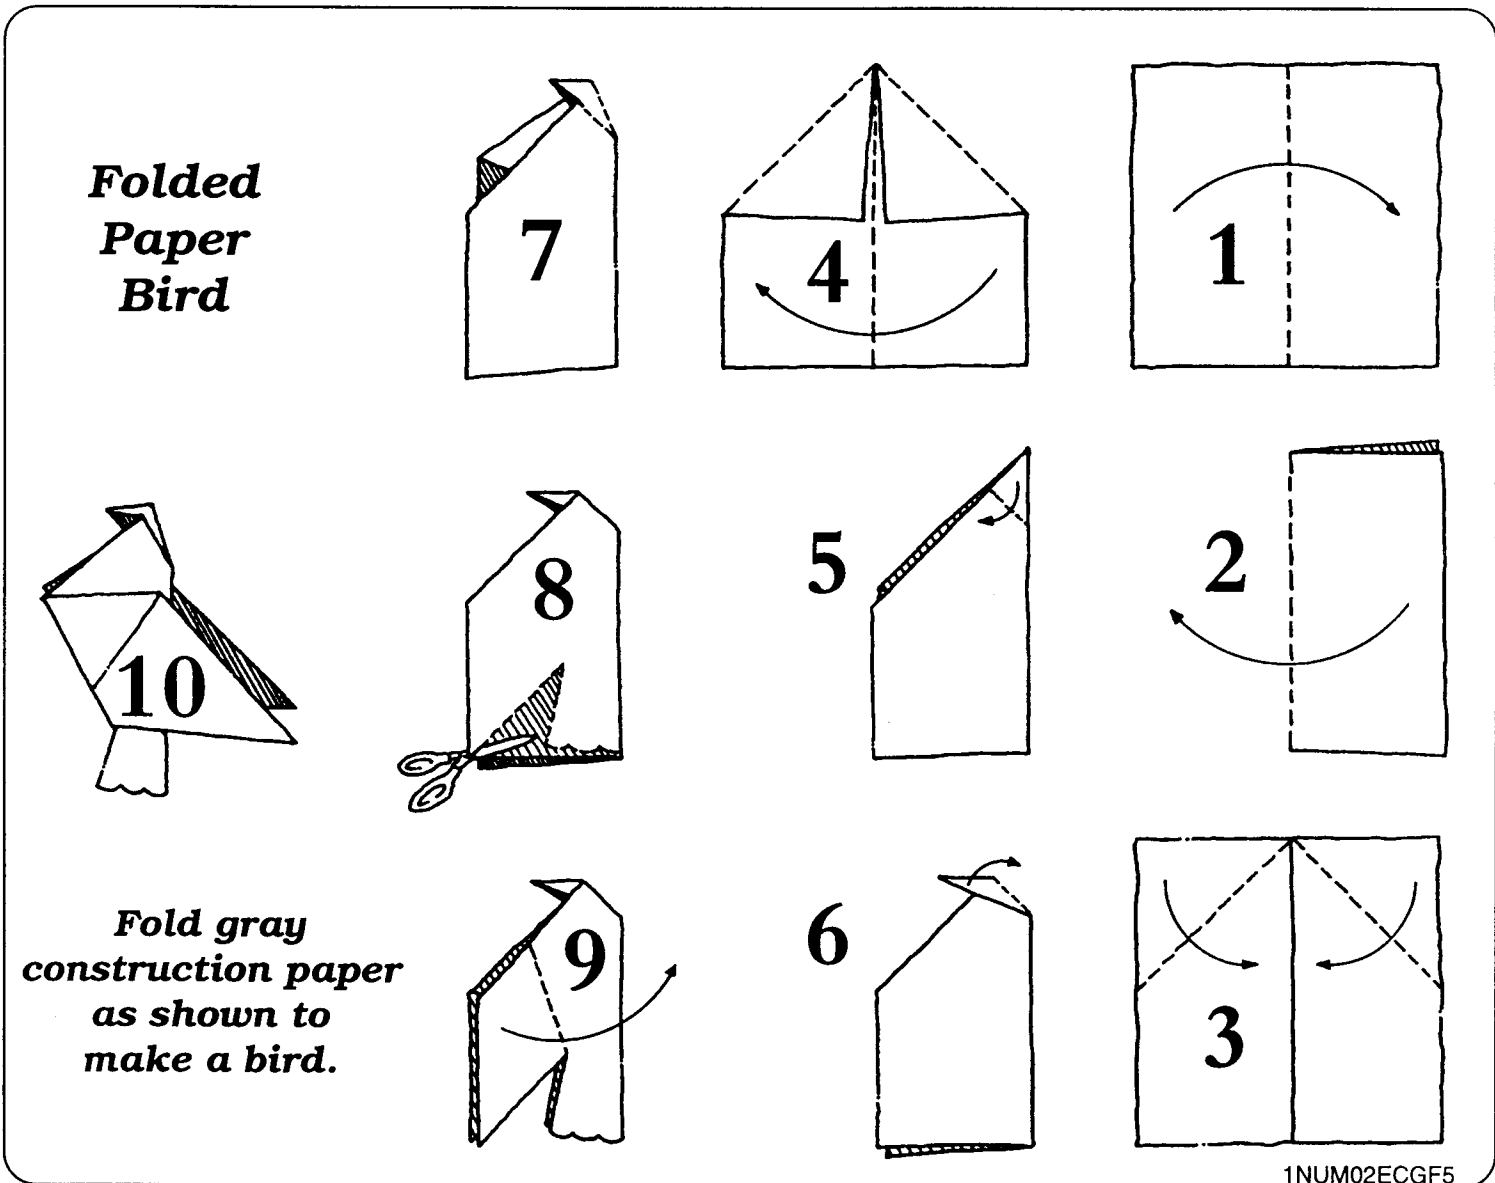 Folded
Paper
Bird
7
4
1
10
8
5
2
Fold gray
construction paper
as shown to
make a bird.
9
6
3
1NUM02ECGF5